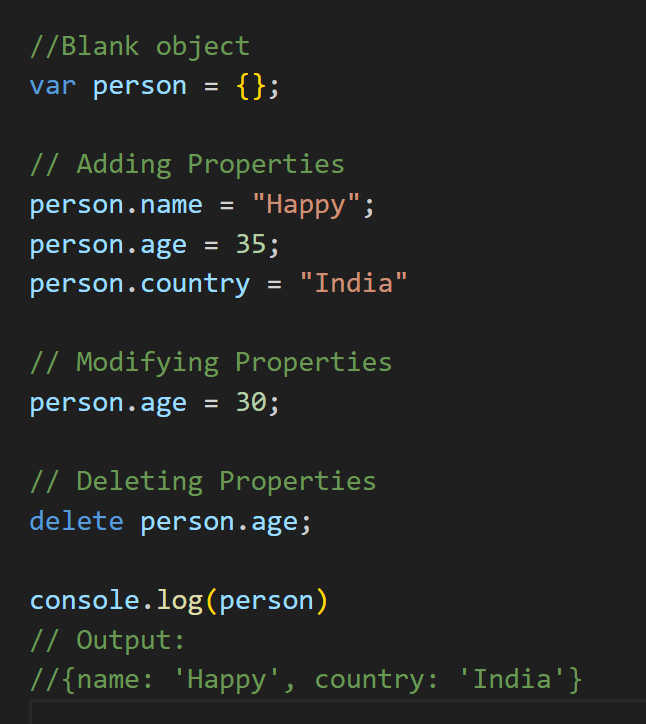 //Blank object
var person = {};
// Adding Properties
person.name = "Happy";
person.age = 35;
person.country = "India"
// Modifying Properties
person.age = 30;
// Deleting Properties
delete person.age;
console.log(person)
// Output:
//{name: 'Happy', country: 'India'}